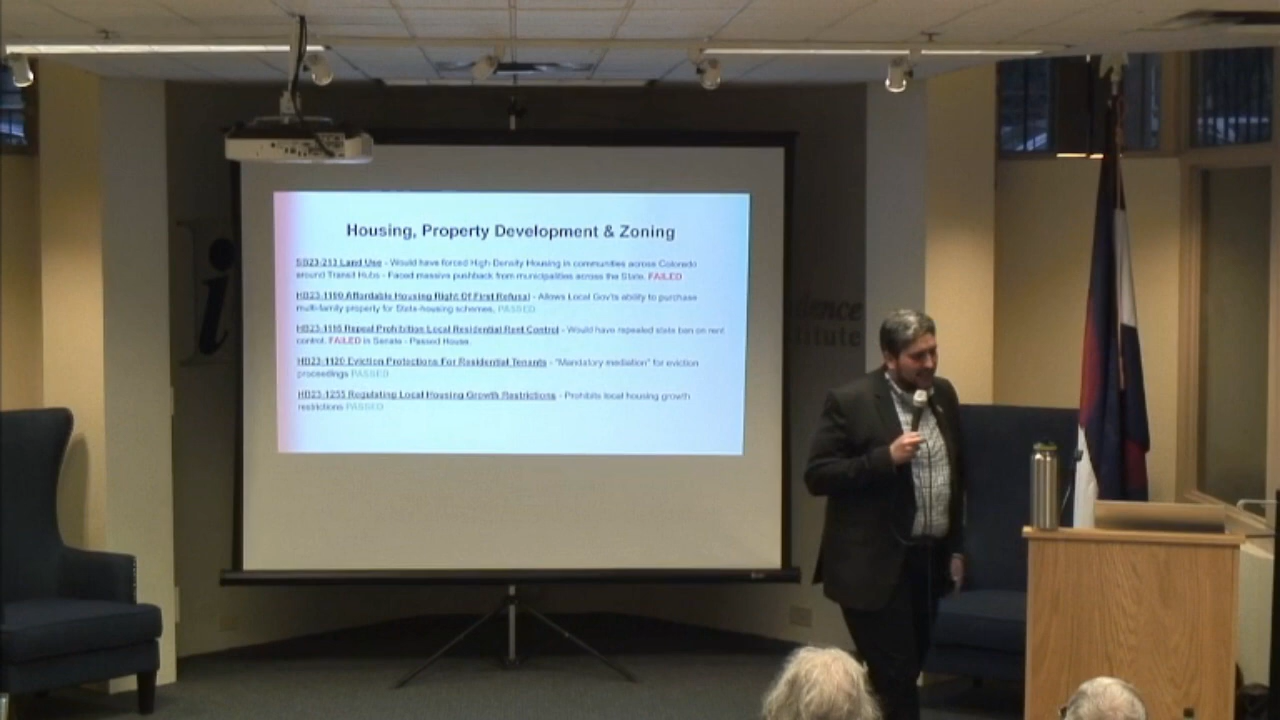 Housing, Property Development & Zoning
SB23-213 Land Use - Would have forced High Density Housing in communities across Colorado
around Transit Hubs - Faced massive pushback from municipalities across the State. FAILED
HB23-1190 Affordable Housing Right Of First Refusal - Allows Local Gov'ts ability to purchase
multi-family property for State housing schemes. PASSED
HB23-1115 Repeal Prohibition Local Residential Rent Control - Would have repealed state ban on rent
control. FAILED in Senate - Passed House.
HB23-1120 Eviction Protections For Residential Tenants - "Mandatory mediation" for eviction
proceedings PASSED
HB23-1255 Regulating Local Housing Growth Restrictions - Prohibits local housing growth
restrictions PASSED
i
dence
titute